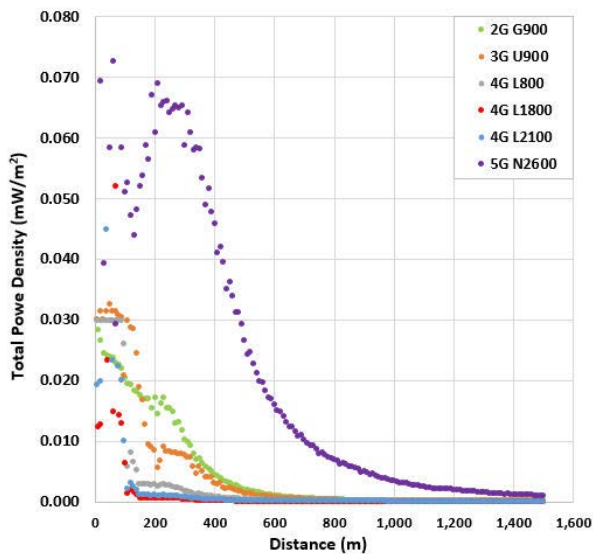 0.080
0.070
0.060
0.050
0.040
0.030
0.020
0.010
0.000
Total Powe Density (mW/m²)
2G G900
3G U900
4G L800
4G L1800
4G L2100
5G N2600
0 200 400 600 800 1,000 1,200 1,400 1,600
Distance (m)